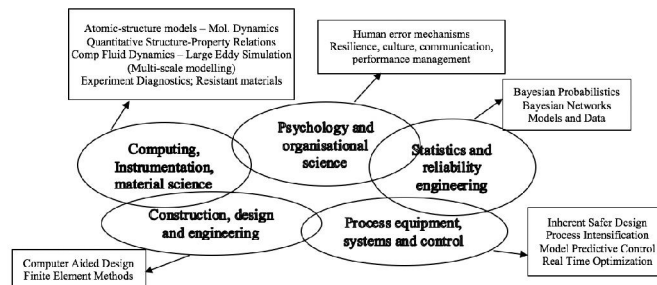 Atomic-structure models – Mol. Dynamics
Quantitative Structure-Property Relations
Comp Fluid Dynamics – Large Eddy Simulation
(Multi-scale modelling)
Experiment Diagnostics; Resistant materials
Human error mechanisms
Resilience, culture, communication,
performance management
Bayesian Probabilistics
Bayesian Networks
Models and Data
Computing,
Instrumentation,
material science
Psychology and
organisational
science
Statistics and
reliability
engineering
Construction, design
and engineering
Process equipment,
systems and control
Computer Aided Design
Finite Element Methods
Inherent Safer Design
Process Intensification
Model Predictive Control
Real Time Optimization